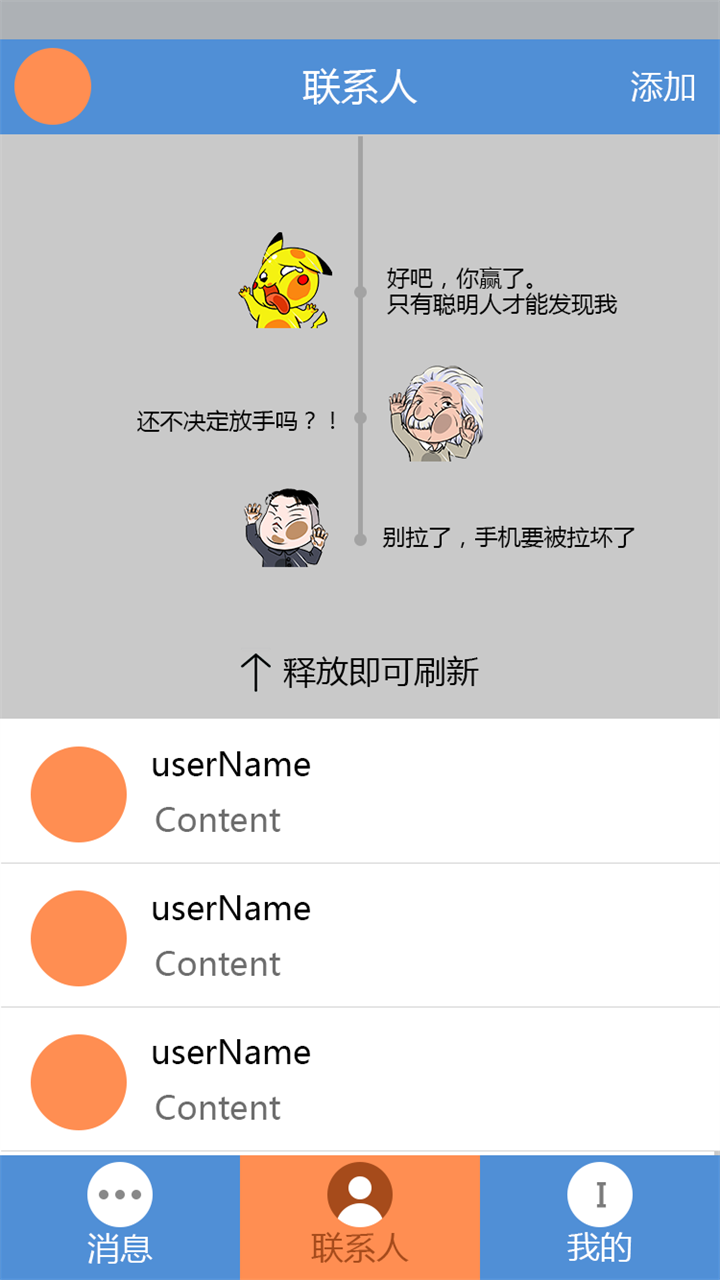 联系人
添加
好吧，你赢了。
只有聪明人才能发现我
还不决定放手吗？！
别拉了，手机要被拉坏了
释放即可刷新
userName
Content
userName
Content
userName
Content
I
消息
联系人
我的